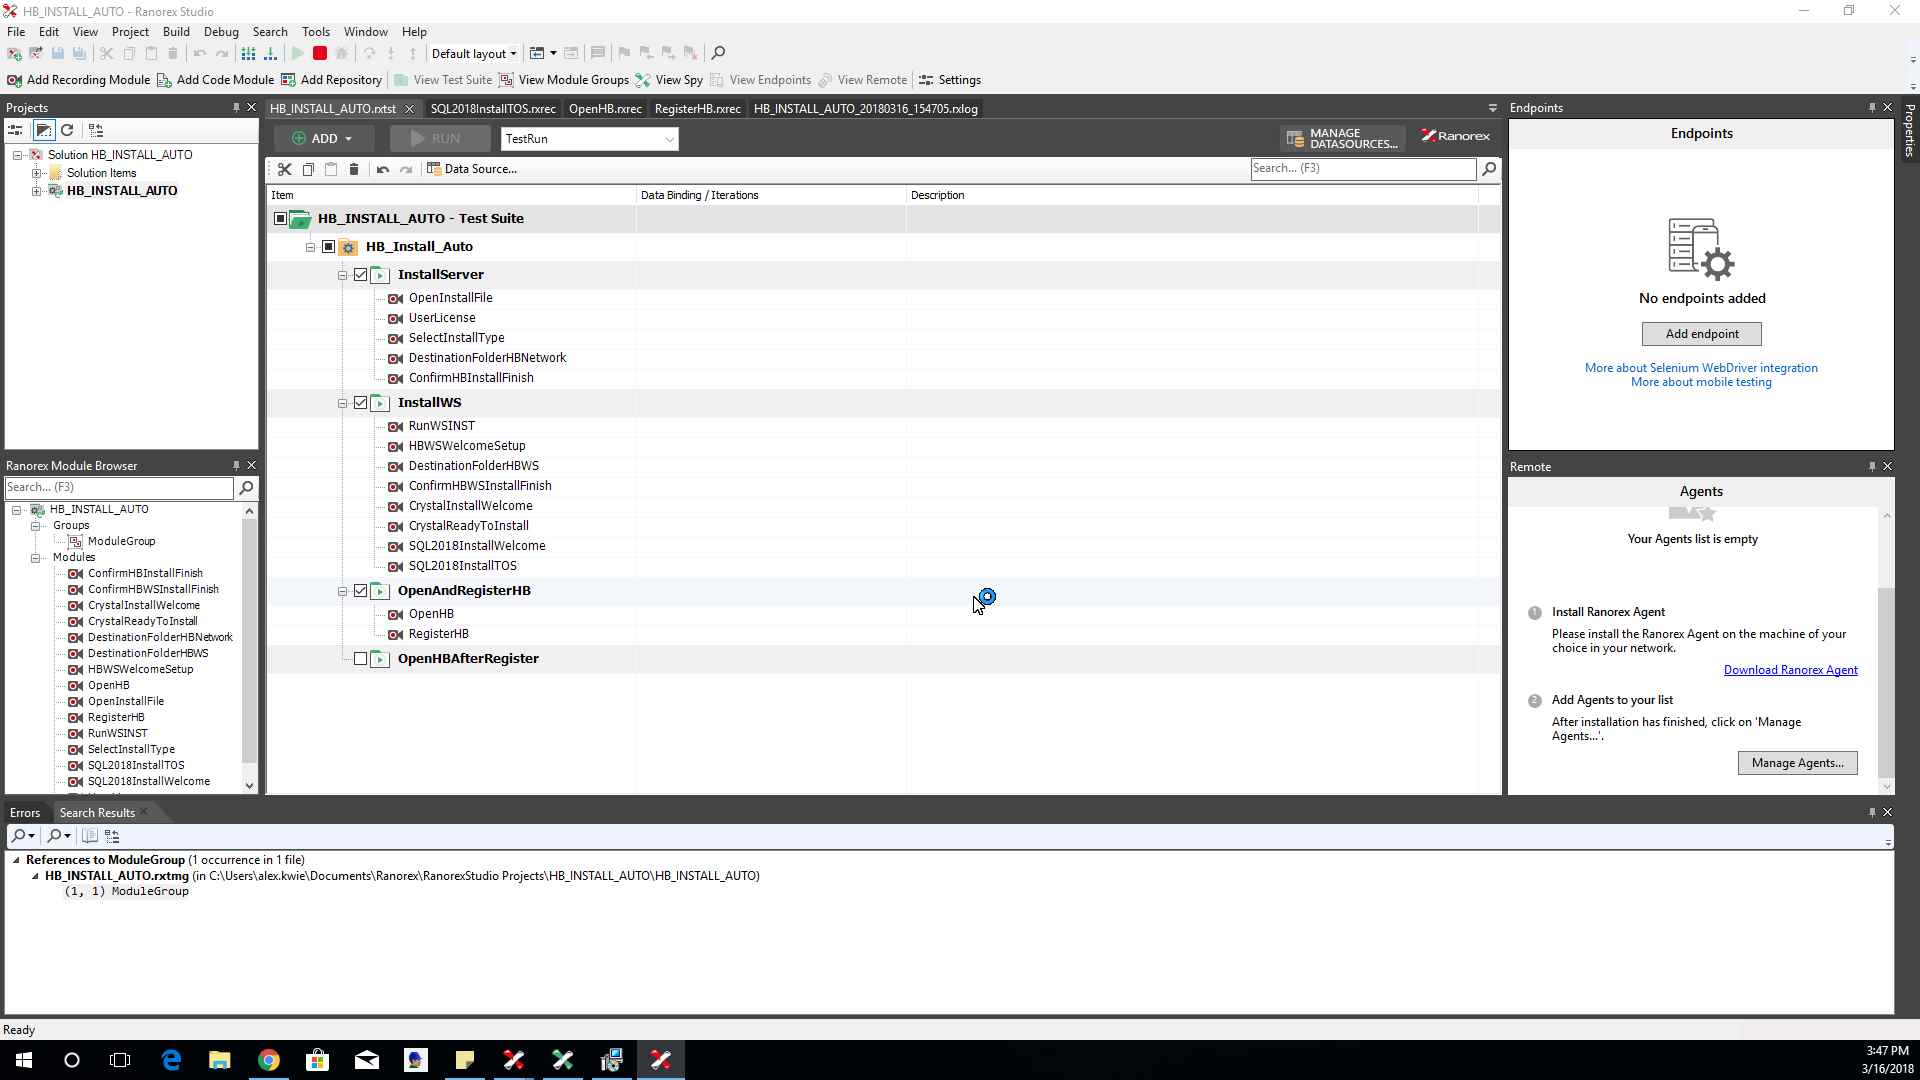 HB_INSTALL_AUTO - Ranorex Studio
File Edit View Project Build Debug Search Tools Window Help
Default layout
Add Recording Module Add Code Module Add Repository View Test Suite View Module Groups View Spy View Endpoints View Remote Settings
Projects
Solution HB_INSTALL_AUTO
Solution Items
HB_INSTALL_AUTO
Ranorex Module Browser
Search... (F3)
HB_INSTALL_AUTO
Groups
ModuleGroup
Modules
ConfirmHBInstallFinish
ConfirmHBWSInstallFinish
CrystalInstallWelcome
CrystalReadyToInstall
DestinationFolderHBNetwork
DestinationFolderHBWS
HBWSWelcomeSetup
OpenHB
OpenInstallFile
RegisterHB
RunWSINST
SelectInstallType
SQL2018InstallTOS
SQL2018InstallWelcome
HB_INSTALL_AUTO.rxtst SQL2018InstallTOS.rxrec OpenHB.rxrec RegisterHB.rxrec HB_INSTALL_AUTO_20180316_154705.rxlog
ADD RUN TestRun MANAGE DATASOURCES... Ranorex
Data Source... Search... (F3)
Item Data Binding / Iterations Description
HB_INSTALL_AUTO - Test Suite
HB_Install_Auto
InstallServer
OpenInstallFile
UserLicense
SelectInstallType
DestinationFolderHBNetwork
ConfirmHBInstallFinish
InstallWS
RunWSINST
HBWSWelcomeSetup
DestinationFolderHBWS
ConfirmHBWSInstallFinish
CrystalInstallWelcome
CrystalReadyToInstall
SQL2018InstallWelcome
SQL2018InstallTOS
OpenAndRegisterHB
OpenHB
RegisterHB
OpenHBAfterRegister
Endpoints
Endpoints
No endpoints added
Add endpoint
More about Selenium WebDriver integration
More about mobile testing
Properties
Remote
Agents
Your Agents list is empty
1 Install Ranorex Agent
Please install the Ranorex Agent on the machine of your
choice in your network.
Download Ranorex Agent
2 Add Agents to your list
After installation has finished, click on 'Manage
Agents...'.
Manage Agents...
Errors Search Results
References to ModuleGroup (1 occurrence in 1 file)
HB_INSTALL_AUTO.rxtmg (in C:\Users\alex.kwie\Documents\Ranorex\RanorexStudio Projects\HB_INSTALL_AUTO\HB_INSTALL_AUTO)
(1, 1) ModuleGroup
Ready
3:47 PM
3/16/2018